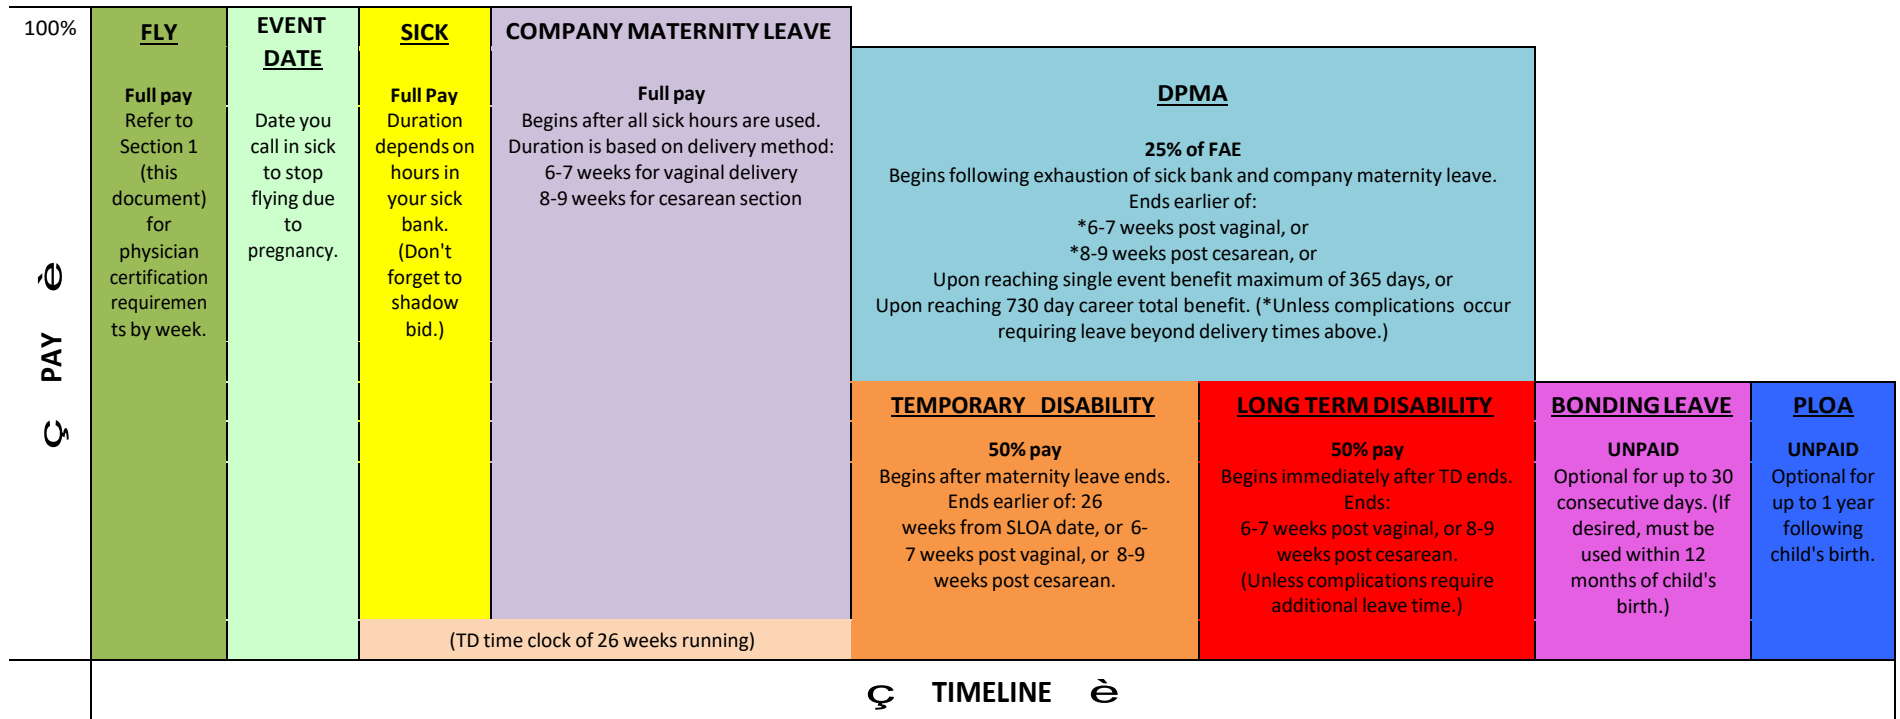 100%
FLY
Full pay
Refer to
Section 1
(this
document)
for
physician
certification
requiremen
ts by week.
EVENT
DATE
Date you
call in sick
to stop
flying due
to
pregnancy.
SICK
Full Pay
Duration
depends on
hours in
your sick
bank.
(Don't
forget to
shadow
bid.)
COMPANY MATERNITY LEAVE
Full pay
Begins after all sick hours are used.
Duration is based on delivery method:
6-7 weeks for vaginal delivery
8-9 weeks for cesarean section
(TD time clock of 26 weeks running)
DPMA
25% of FAE
Begins following exhaustion of sick bank and company maternity leave.
Ends earlier of:
*6-7 weeks post vaginal, or
*8-9 weeks post cesarean, or
Upon reaching single event benefit maximum of 365 days, or
Upon reaching 730 day career total benefit. (*Unless complications occur
requiring leave beyond delivery times above.)
TEMPORARY DISABILITY
50% pay
Begins after maternity leave ends.
Ends earlier of: 26
weeks from SLOA date, or 6-
7 weeks post vaginal, or 8-9
weeks post cesarean.
LONG TERM DISABILITY
50% pay
Begins immediately after TD ends.
Ends:
6-7 weeks post vaginal, or 8-9
weeks post cesarean.
(Unless complications require
additional leave time.)
BONDING LEAVE
UNPAID
Optional for up to 30
consecutive days. (If
desired, must be
used within 12
months of child's
birth.)
PLOA
UNPAID
Optional for
up to 1 year
following
child's birth.
ç PAY è
ç TIMELINE è